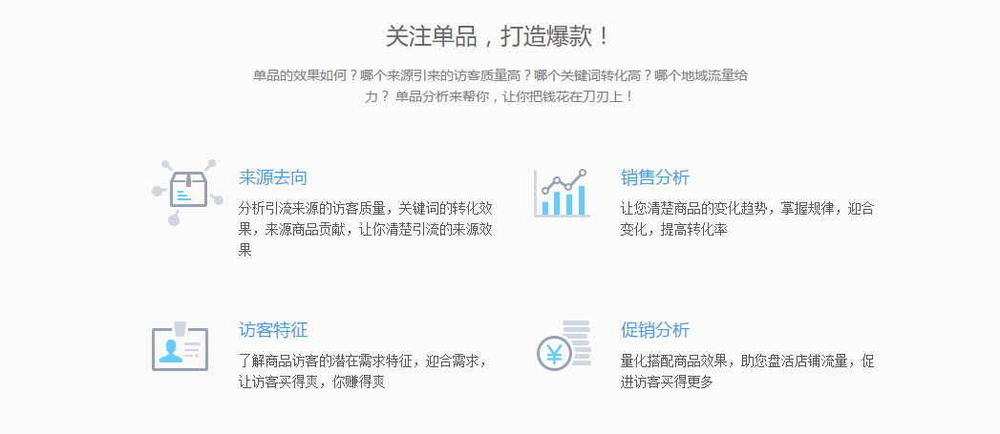 关注单品，打造爆款！
单品的效果如何？哪个来源引来的访客质量高？哪个关键词转化高？哪个地域流量给
力？ 单品分析来帮你，让你把钱花在刀刃上！
来源去向
分析引流来源的访客质量，关键词的转化效
果，来源商品贡献，让你清楚引流的来源效
果
销售分析
让您清楚商品的变化趋势，掌握规律，迎合
变化，提高转化率
访客特征
了解商品访客的潜在需求特征，迎合需求，
让访客买得爽，你赚得爽
促销分析
量化搭配商品效果，助您盘活店铺流量，促
进访客买得更多